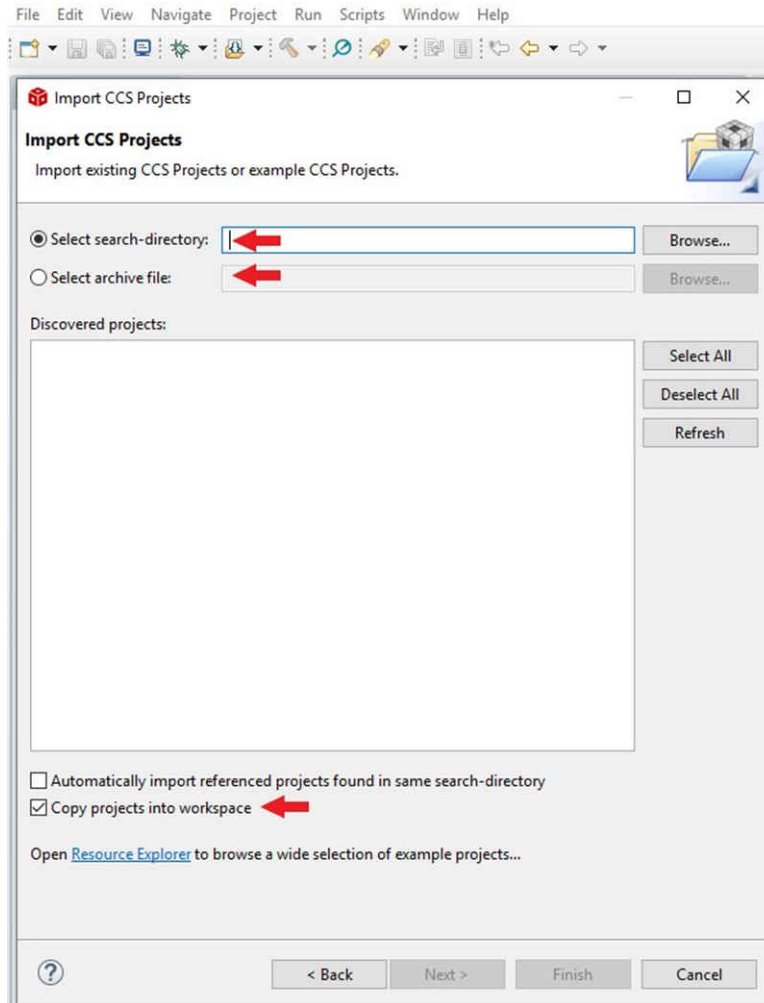 File Edit View Navigate Project Run Scripts Window Help
Import CCS Projects
Import CCS Projects
Import existing CCS Projects or example CCS Projects.
Select search-directory: Browse...
Select archive file: Browse...
Discovered projects:
Select All
Deselect All
Refresh
Automatically import referenced projects found in same search-directory
Copy projects into workspace
Open Resource Explorer to browse a wide selection of example projects...
? < Back Next > Finish Cancel